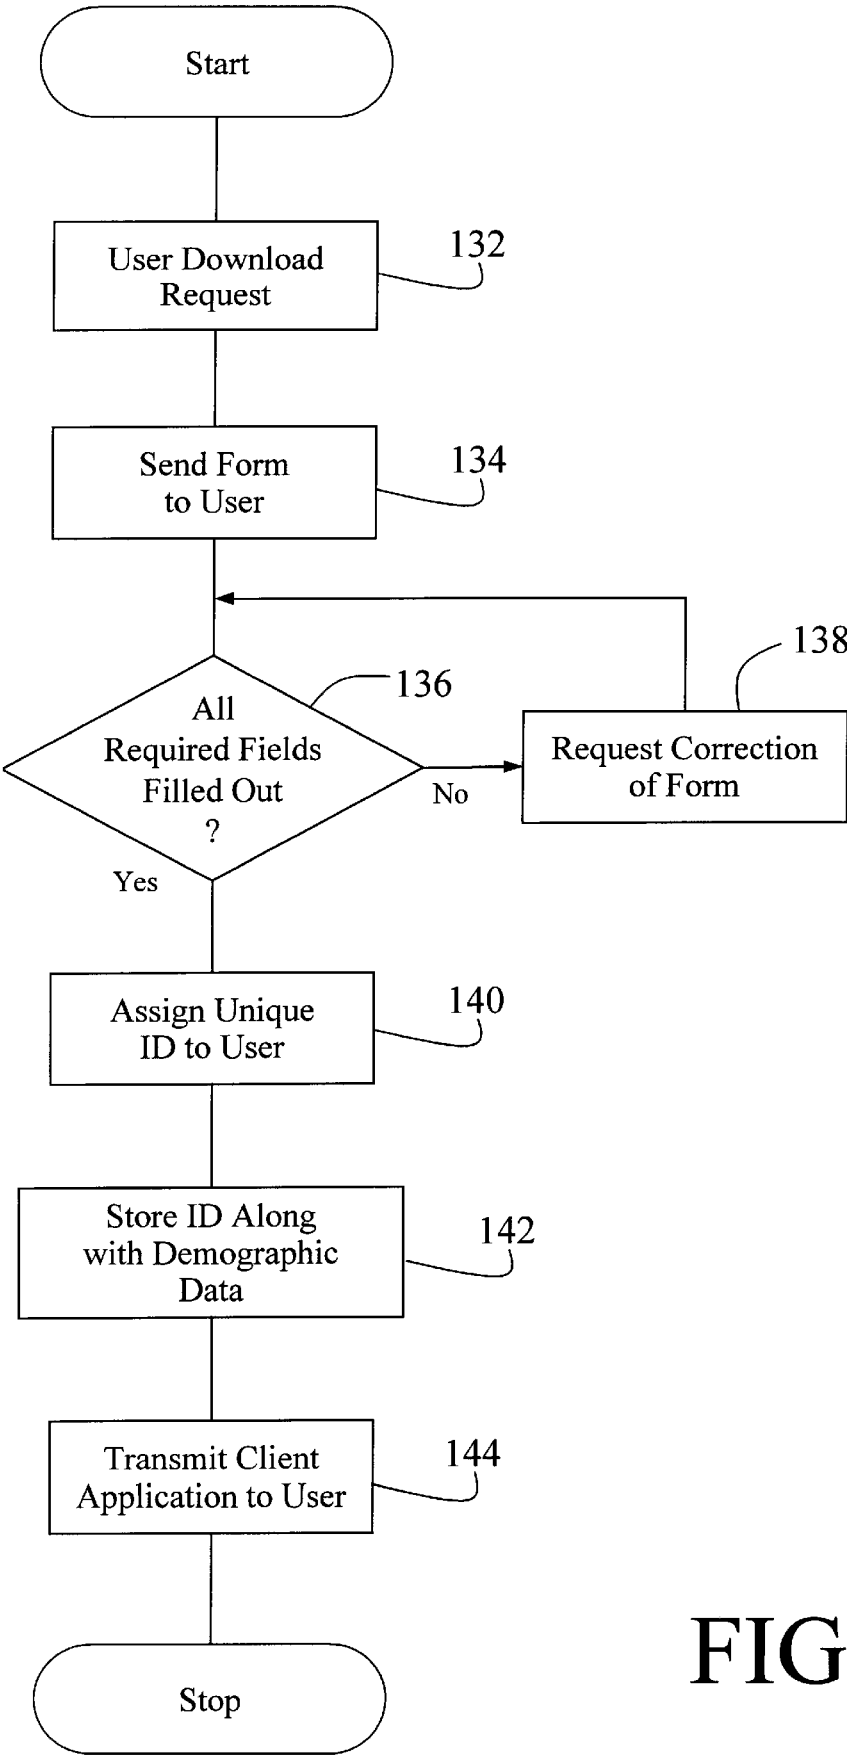 Start
User Download
Request
132
Send Form
to User
134
136
All
Required Fields
Filled Out
?
No
Yes
138
Request Correction
of Form
Assign Unique
ID to User
140
Store ID Along
with Demographic
Data
142
Transmit Client
Application to User
144
Stop
FIG